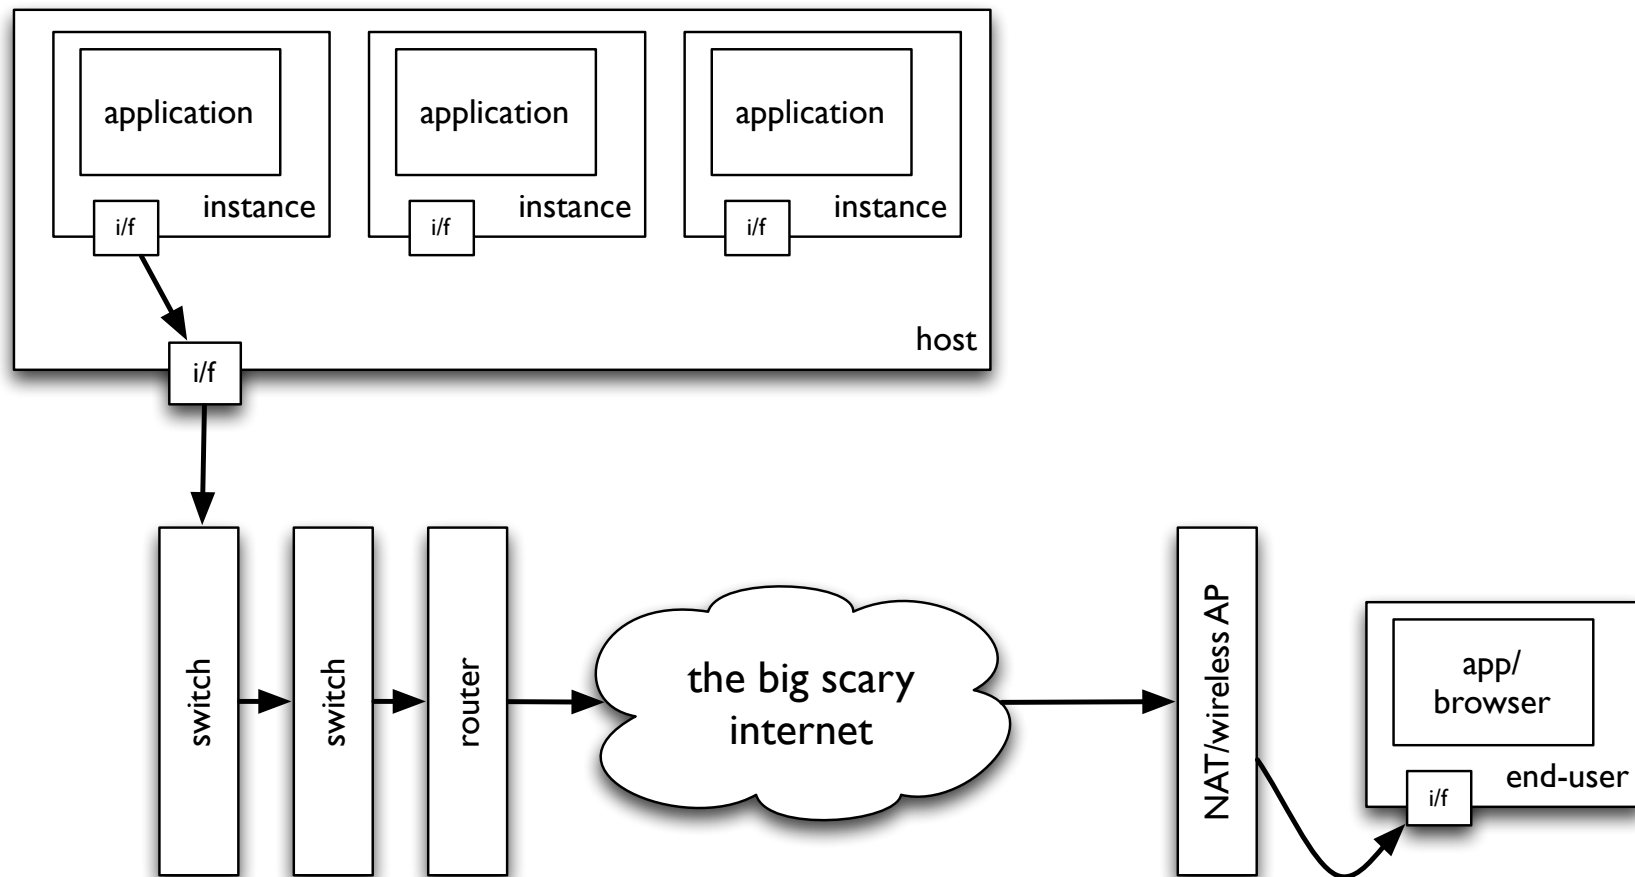 application
application
application
i/f
instance
i/f
instance
i/f
instance
host
i/f
switch
switch
router
the big scary
internet
NAT/wireless AP
app/
browser
end-user
i/f